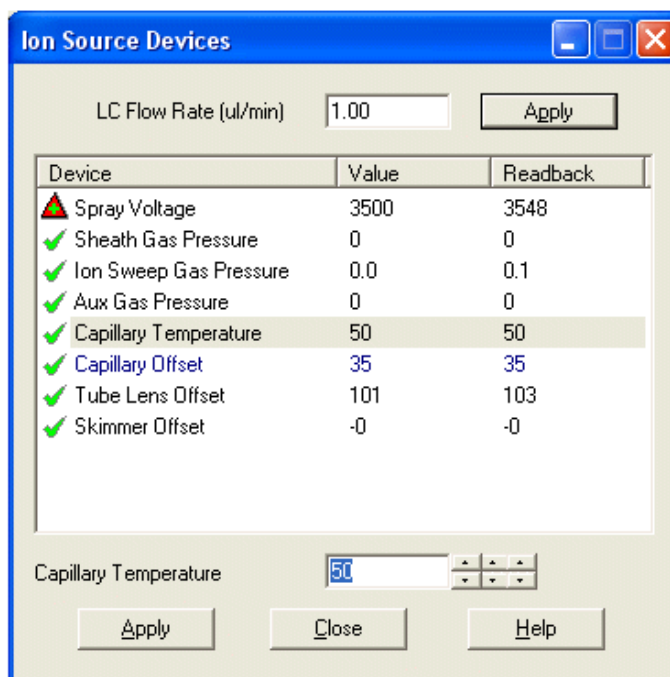 Ion Source Devices
LC Flow Rate (ul/min) 1.00 Apply
Device Value Readback
Spray Voltage 3500 3548
Sheath Gas Pressure 0 0
Ion Sweep Gas Pressure 0.0 0.1
Aux Gas Pressure 0 0
Capillary Temperature 50 50
Capillary Offset 35 35
Tube Lens Offset 101 103
Skimmer Offset -0 -0
Capillary Temperature 50
Apply Close Help